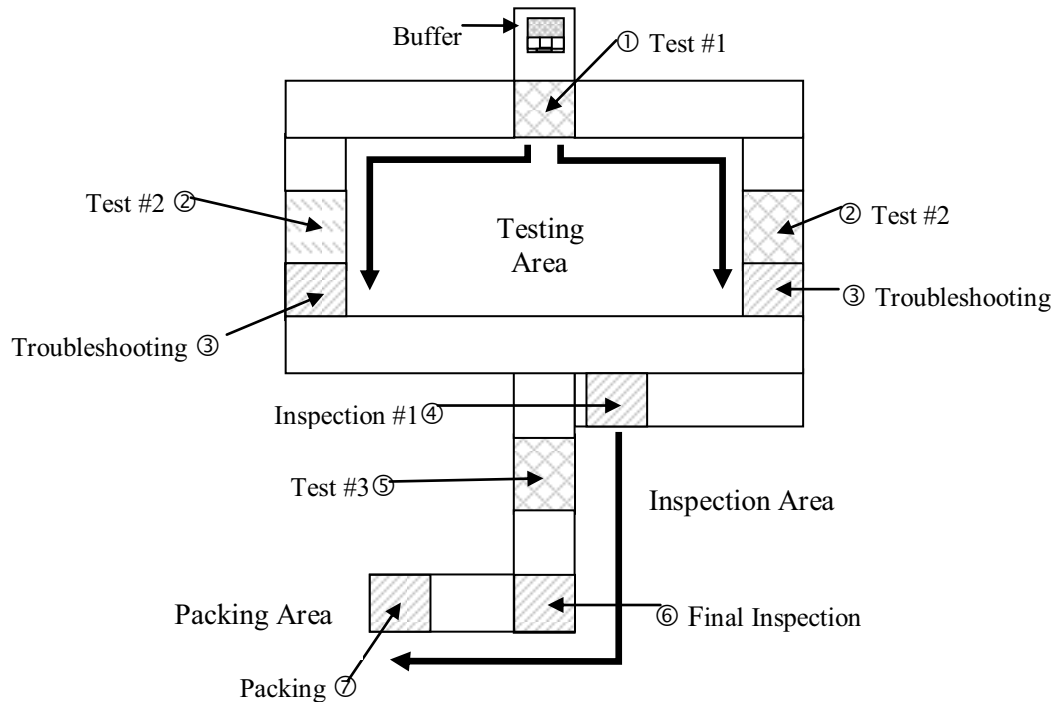 Buffer
① Test #1
Test #2 ②
② Test #2
Testing
Area
③ Troubleshooting
Troubleshooting ③
Inspection #1④
Test #3⑤
Inspection Area
Packing Area
⑥ Final Inspection
Packing ⑦